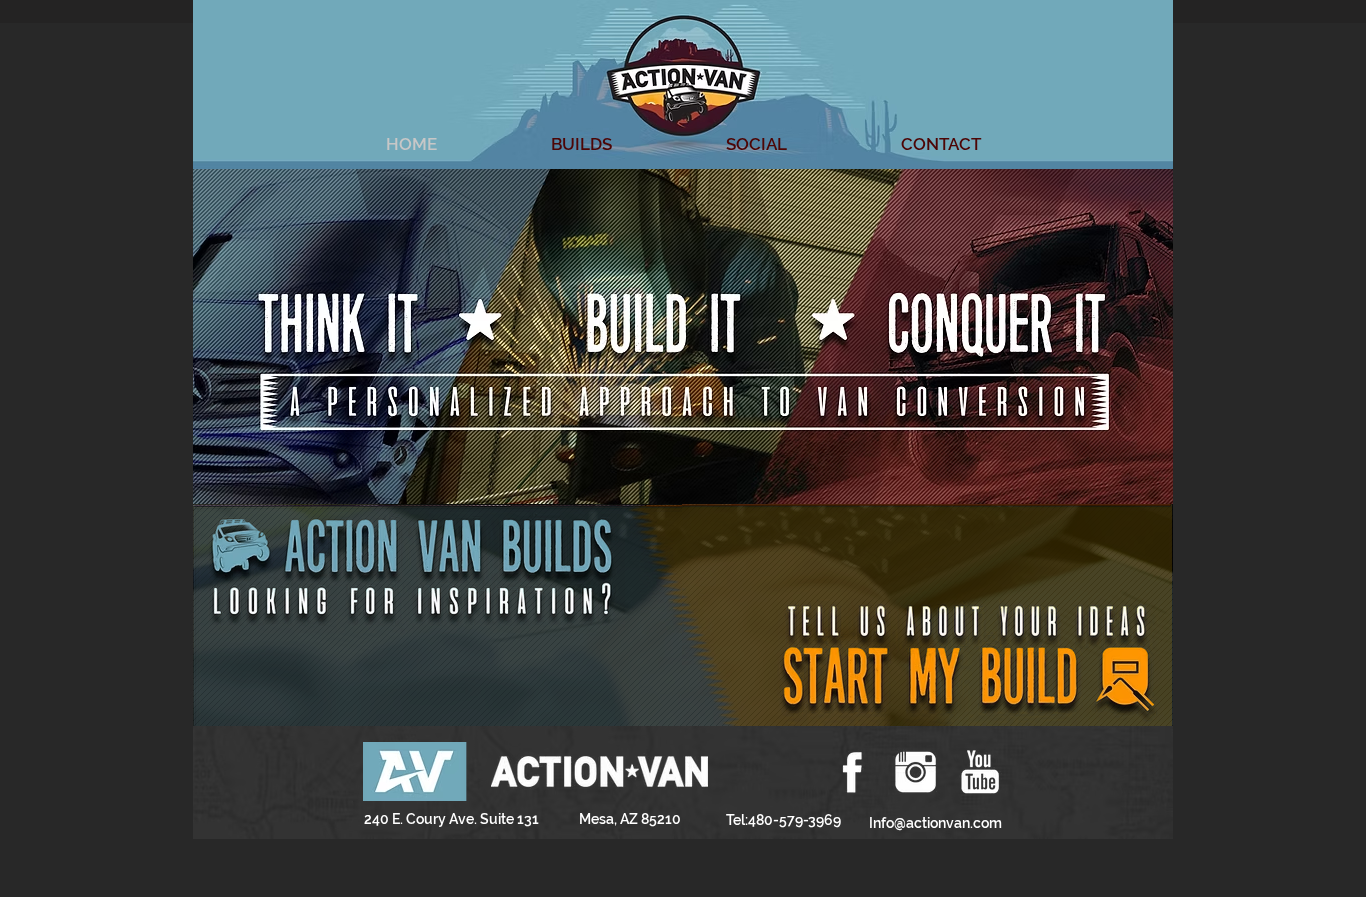 ACTION★VAN
HOME BUILDS SOCIAL CONTACT
HOBART
THINK IT ★ BUILD IT ★ CONQUER IT
A PERSONALIZED APPROACH TO VAN CONVERSION
ACTION VAN BUILDS
LOOKING FOR INSPIRATION?
TELL US ABOUT YOUR IDEAS
START MY BUILD
AV ACTION★VAN
f You Tube
240 E. Coury Ave. Suite 131 Mesa, AZ 85210 Tel:480-579-3969 Info@actionvan.com